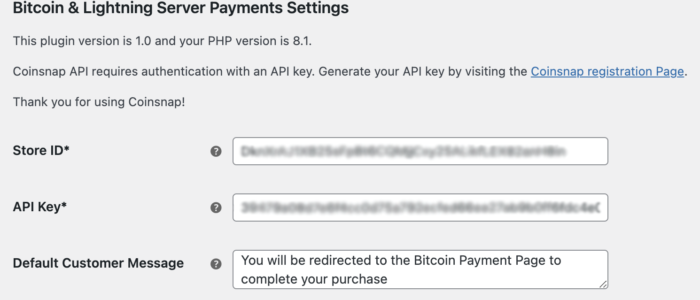 Bitcoin & Lightning Server Payments Settings
This plugin version is 1.0 and your PHP version is 8.1.
Coinsnap API requires authentication with an API key. Generate your API key by visiting the Coinsnap registration Page.
Thank you for using Coinsnap!
Store ID*
API Key*
Default Customer Message
You will be redirected to the Bitcoin Payment Page to
complete your purchase